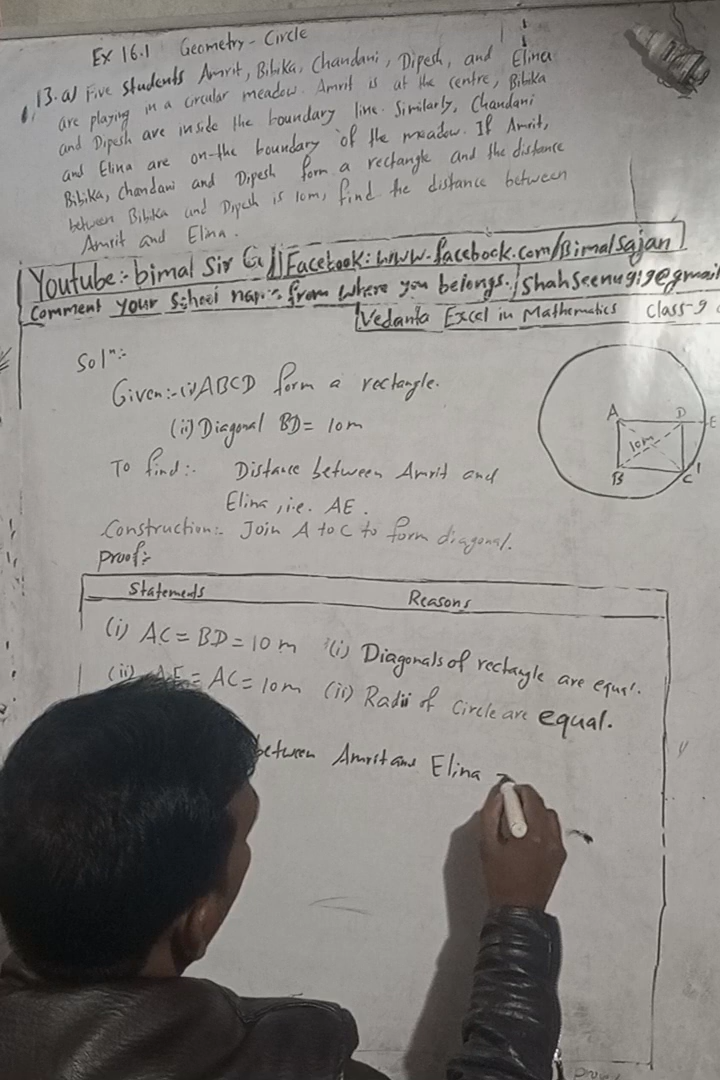 Ex 16.1 Geometry - Circle
13. a) Five students Amrit, Bibika, Chandani, Dipesh, and Elina
are playing in a circular meadow. Amrit is at the centre, Bibika
and Dipesh are inside the boundary line. Similarly, Chandani
and Elina are on the boundary of the meadow. If Amrit,
Bibika, Chandani and Dipesh form a rectangle and the distance
between Bibika and Dipesh is 10m, find the distance between
Amrit and Elina.
Youtube:- bimal Sir G Facebook: www.facebook.com/Bimalsajan
Comment your School name from where you belongs.
Vedanta Excel in Mathematics Class-9
Solⁿ:-
Given:- (i) ABCD form a rectangle.
(ii) Diagonal BD = 10m
To find:- Distance between Amrit and
Elina, i.e. AE.
Construction:- Join A to C to form diagonal.
Proof:-
A D E
10m
B C
Statements Reasons
(i) AC = BD = 10 m (i) Diagonals of rectangle are equal.
(ii) AE = AC = 10m (ii) Radii of circle are equal.
between Amrit and Elina =